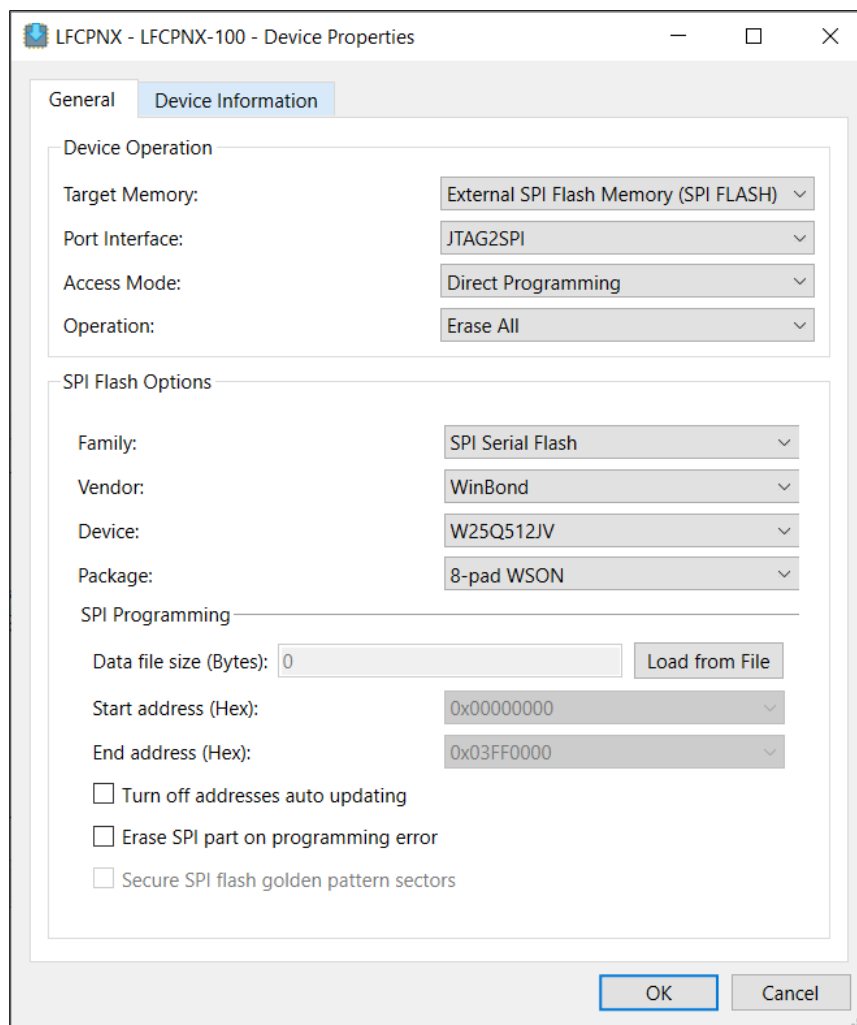 LFCPNX - LFCPNX-100 - Device Properties
General Device Information
Device Operation
Target Memory: External SPI Flash Memory (SPI FLASH)
Port Interface: JTAG2SPI
Access Mode: Direct Programming
Operation: Erase All
SPI Flash Options
Family: SPI Serial Flash
Vendor: WinBond
Device: W25Q512JV
Package: 8-pad WSON
SPI Programming
Data file size (Bytes): 0 Load from File
Start address (Hex): 0x00000000
End address (Hex): 0x03FF0000
Turn off addresses auto updating
Erase SPI part on programming error
Secure SPI flash golden pattern sectors
OK Cancel